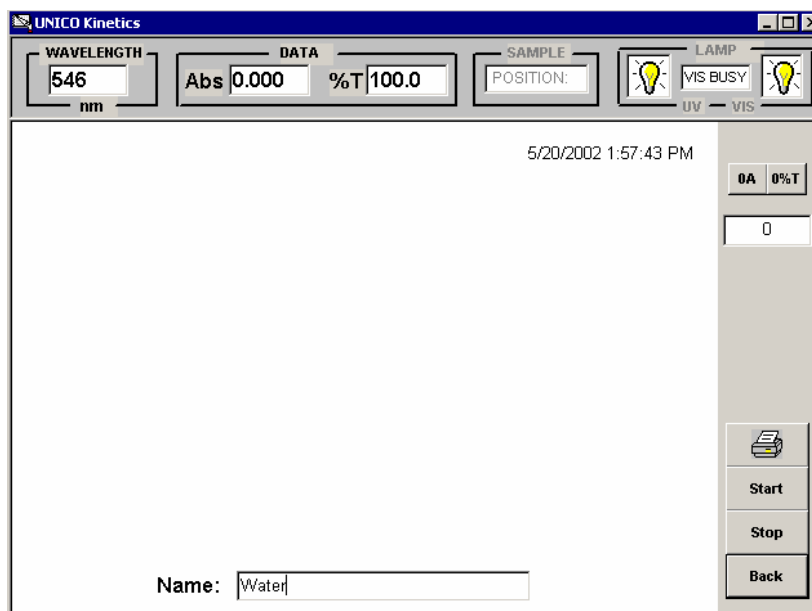 UNICO Kinetics
WAVELENGTH
546
nm
DATA
Abs 0.000 %T 100.0
SAMPLE
POSITION:
LAMP
VIS BUSY
UV VIS
5/20/2002 1:57:43 PM
0A 0%T
0
Start
Stop
Back
Name: Water